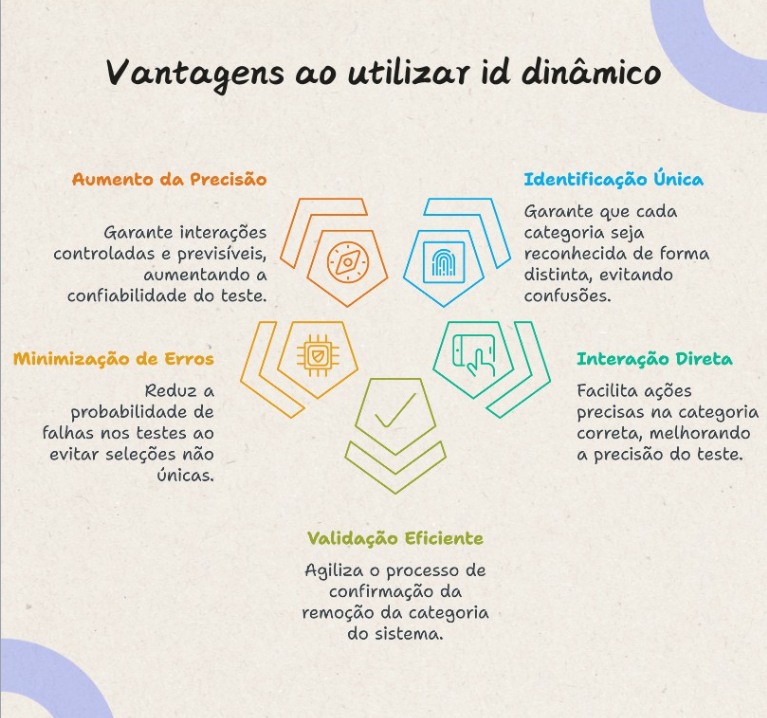 Vantagens ao utilizar id dinâmico
Aumento da Precisão
Garante interações
controladas e previsíveis,
aumentando a
confiabilidade do teste.
Identificação Única
Garante que cada
categoria seja
reconhecida de forma
distinta, evitando
confusões.
Minimização de Erros
Reduz a
probabilidade de
falhas nos testes ao
evitar seleções não
únicas.
Interação Direta
Facilita ações
precisas na categoria
correta, melhorando
a precisão do teste.
Validação Eficiente
Agiliza o processo de
confirmação da
remoção da categoria
do sistema.